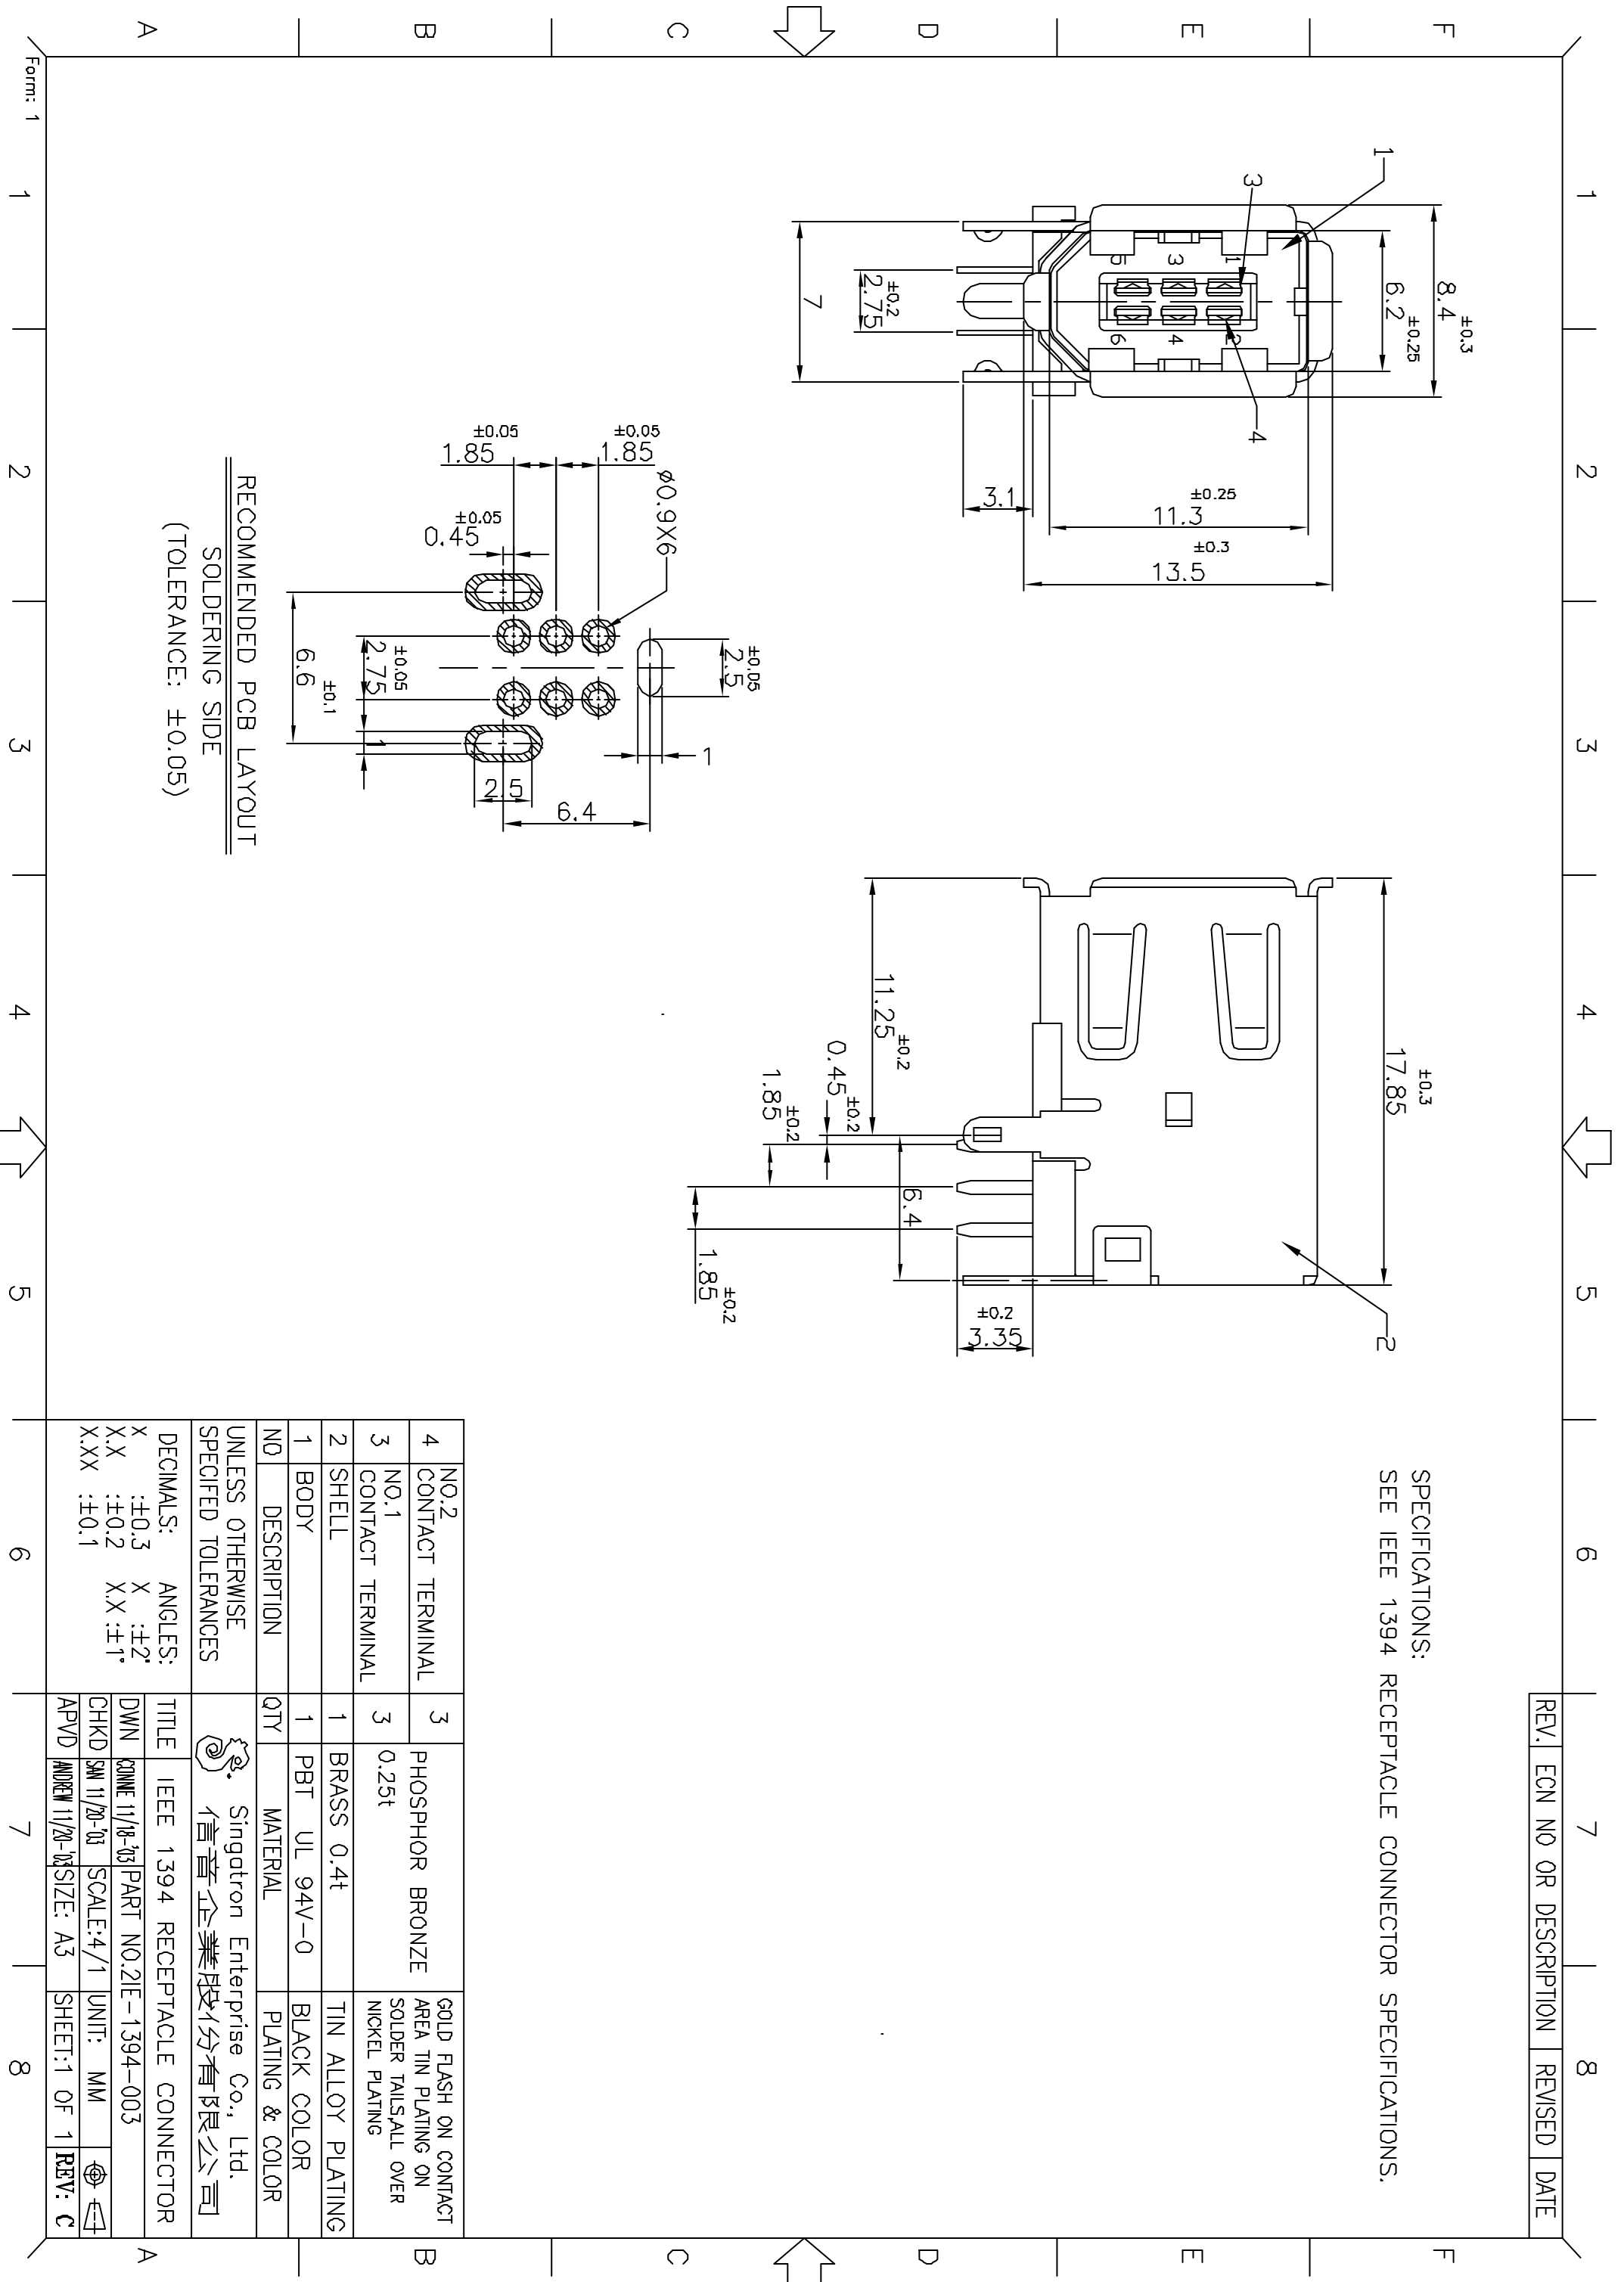 1 2 3 4 5 6 7 8
F
E
D
C
B
A
REV. ECN NO OR DESCRIPTION REVISED DATE
SPECIFICATIONS:
SEE IEEE 1394 RECEPTACLE CONNECTOR SPECIFICATIONS.
8.4 ±0.3
6.2 ±0.25
1
3
4
1 3 5
2 4 6
2.75 ±0.2
7
3.1
11.3 ±0.25
13.5 ±0.3
17.85 ±0.3
2
11.25 ±0.2
0.45 ±0.2
1.85 ±0.2
6.4
1.85 ±0.2
3.35 ±0.2
1.85 ±0.05
1.85 ±0.05
0.45 ±0.05
ø0.9X6
2.5 ±0.05
1
2.75 ±0.05
1
6.6 ±0.1
2.5
6.4
RECOMMENDED PCB LAYOUT
SOLDERING SIDE
(TOLERANCE: ±0.05)
4 NO.2 CONTACT TERMINAL 3 PHOSPHOR BRONZE
3 NO.1 CONTACT TERMINAL 3 0.25t
GOLD FLASH ON CONTACT
AREA TIN PLATING ON
SOLDER TAILS,ALL OVER
NICKEL PLATING
2 SHELL 1 BRASS 0.4t TIN ALLOY PLATING
1 BODY 1 PBT UL 94V-0 BLACK COLOR
NO DESCRIPTION QTY MATERIAL PLATING & COLOR
UNLESS OTHERWISE
SPECIFIED TOLERANCES
DECIMALS: ANGLES:
X :±0.3 X :±2°
X.X :±0.2 X.X :±1°
X.XX :±0.1
Singatron Enterprise Co., Ltd.
信音企業股份有限公司
TITLE IEEE 1394 RECEPTACLE CONNECTOR
DWN CONNIE 11/18-'03 PART NO.2IE-1394-003
CHKD SAN 11/20-'03 SCALE:4/1 UNIT: MM
APVD ANDREW 11/20-'03 SIZE: A3 SHEET:1 OF 1 REV: C
Form: 1
1 2 3 4 5 6 7 8
F
E
D
C
B
A